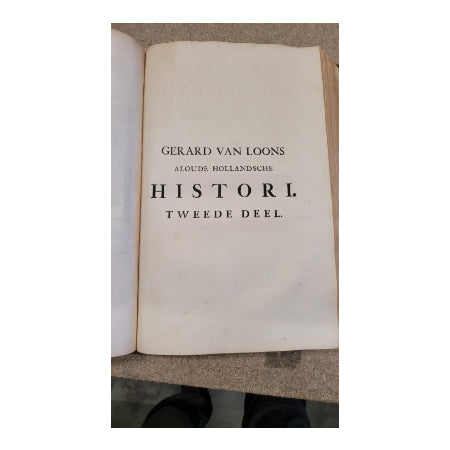 GERARD VAN LOONS
ALOUDE HOLLANDSCHE
HISTORI.
TWEEDE DEEL.